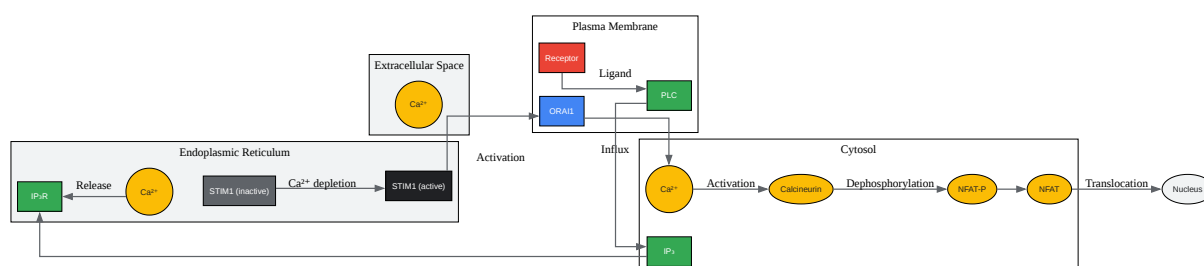 Plasma Membrane
Receptor
Ligand
PLC
ORAI1
Extracellular Space
Ca²⁺
Endoplasmic Reticulum
IP₃R
Release
Ca²⁺
STIM1 (inactive)
Ca²⁺ depletion
STIM1 (active)
Activation
Influx
Cytosol
Ca²⁺
Activation
Calcineurin
Dephosphorylation
NFAT-P
NFAT
Translocation
Nucleus
IP₃